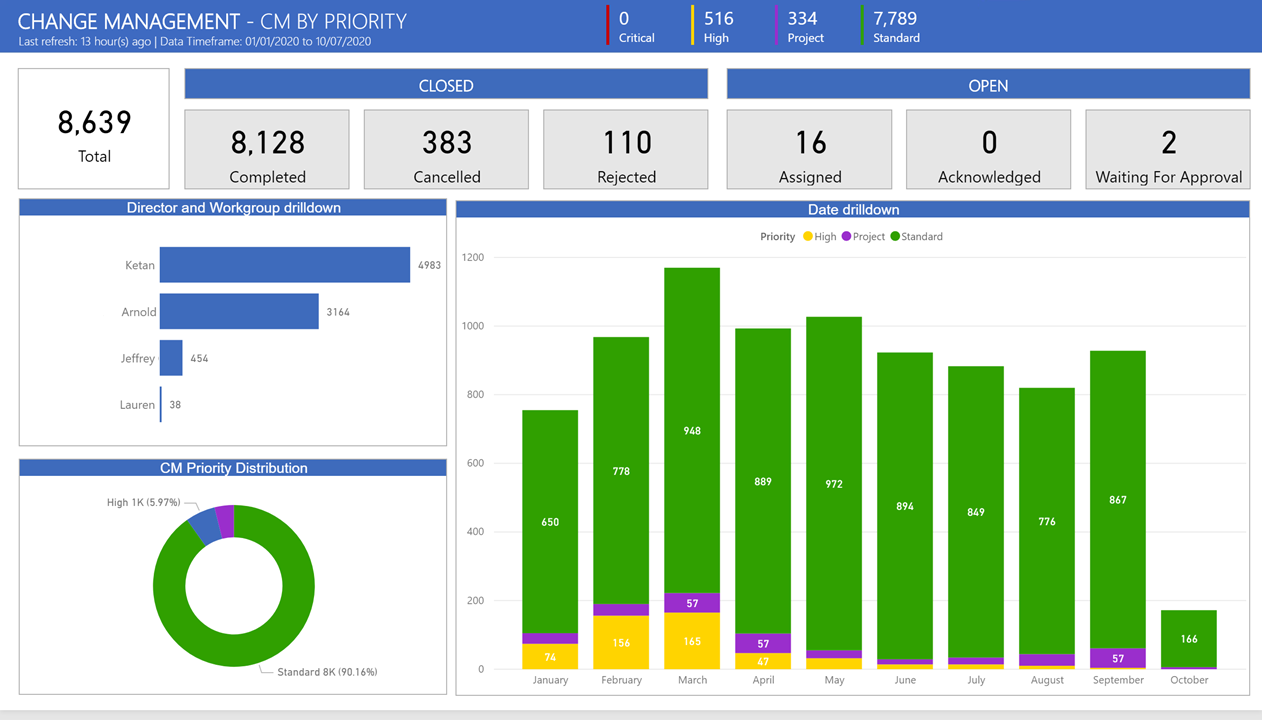 CHANGE MANAGEMENT - CM BY PRIORITY
Last refresh: 13 hour(s) ago | Data Timeframe: 01/01/2020 to 10/07/2020
0
Critical
516
High
334
Project
7,789
Standard
8,639
Total
CLOSED
8,128
Completed
383
Cancelled
110
Rejected
OPEN
16
Assigned
0
Acknowledged
2
Waiting For Approval
Director and Workgroup drilldown
Ketan 4983
Arnold 3164
Jeffrey 454
Lauren 38
CM Priority Distribution
High 1K (5.97%)
Standard 8K (90.16%)
Date drilldown
Priority High Project Standard
1200
1000
800
600
400
200
0
650
74
778
156
948
57
165
889
57
47
972
894
849
776
867
57
166
January February March April May June July August September October